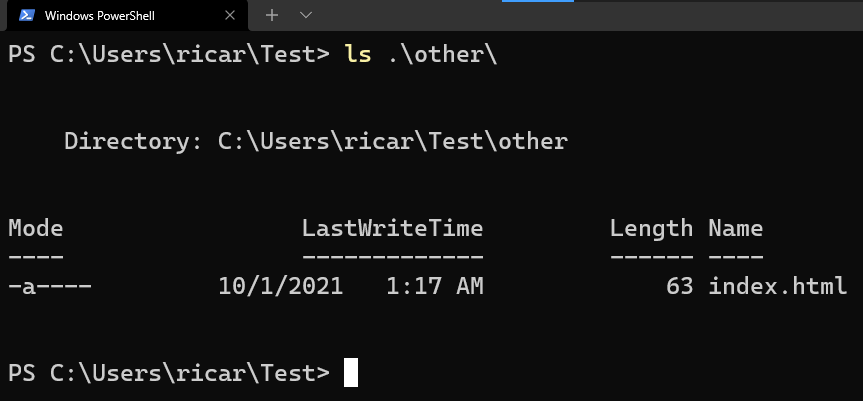 Windows PowerShell
PS C:\Users\ricar\Test> ls .\other\
Directory: C:\Users\ricar\Test\other
Mode LastWriteTime Length Name
---- ------------- ------ ----
-a---- 10/1/2021 1:17 AM 63 index.html
PS C:\Users\ricar\Test>